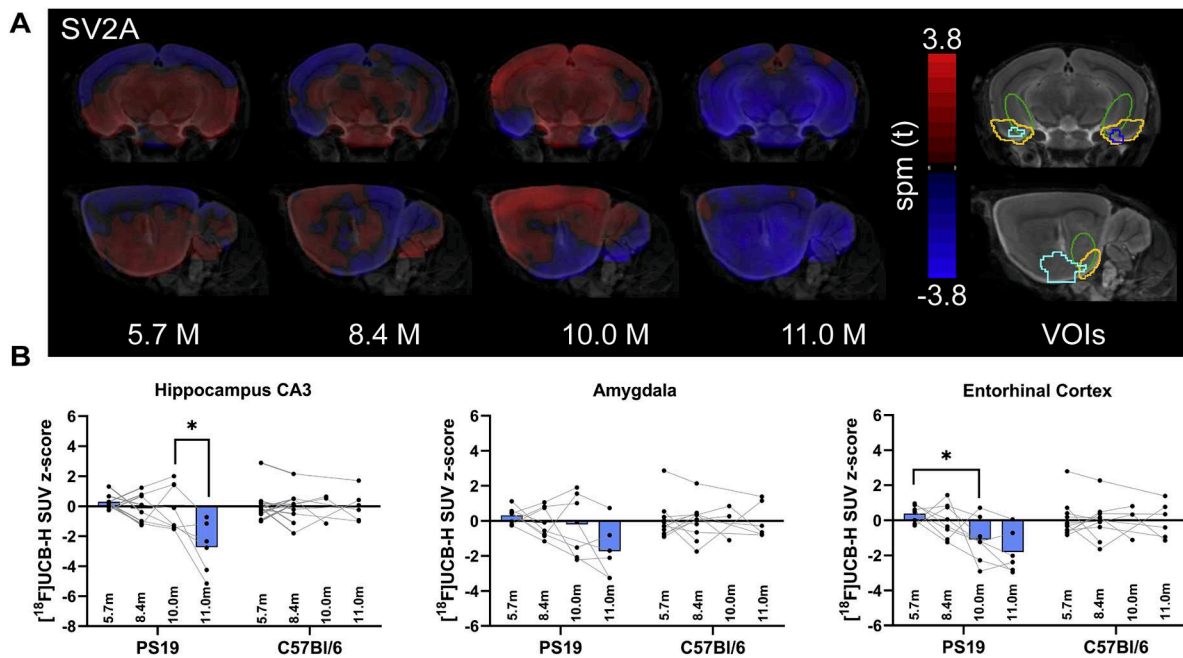 A
SV2A
3.8
spm (t)
-3.8
5.7 M
8.4 M
10.0 M
11.0 M
VOIs
B
Hippocampus CA3
[¹⁸F]UCB-H SUV z-score
6
4
2
0
-2
-4
-6
-8
*
5.7m
8.4m
10.0m
11.0m
5.7m
8.4m
10.0m
11.0m
PS19
C57Bl/6
Amygdala
[¹⁸F]UCB-H SUV z-score
6
4
2
0
-2
-4
-6
5.7m
8.4m
10.0m
11.0m
5.7m
8.4m
10.0m
11.0m
PS19
C57Bl/6
Entorhinal Cortex
[¹⁸F]UCB-H SUV z-score
6
4
2
0
-2
-4
-6
*
5.7m
8.4m
10.0m
11.0m
5.7m
8.4m
10.0m
11.0m
PS19
C57Bl/6